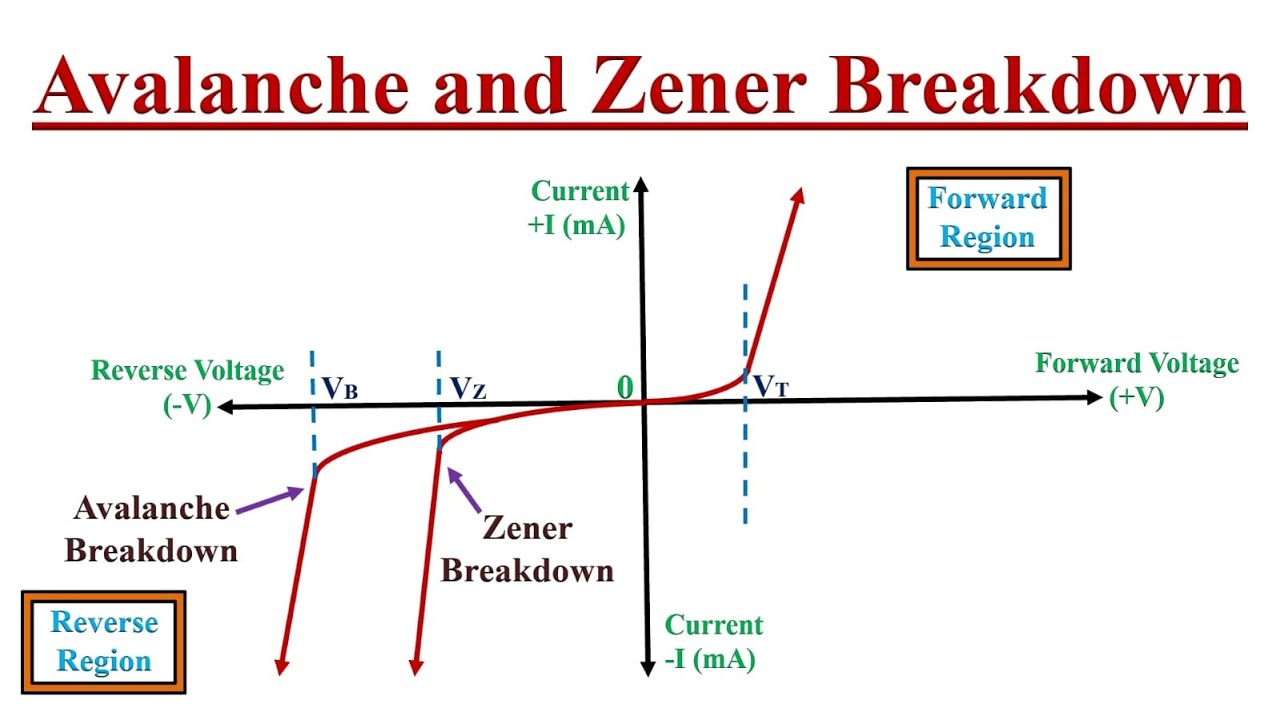 Avalanche and Zener Breakdown
Current
+I (mA)
Forward
Region
Reverse Voltage
(-V)
VB
VZ
0
VT
Forward Voltage
(+V)
Avalanche
Breakdown
Zener
Breakdown
Reverse
Region
Current
-I (mA)